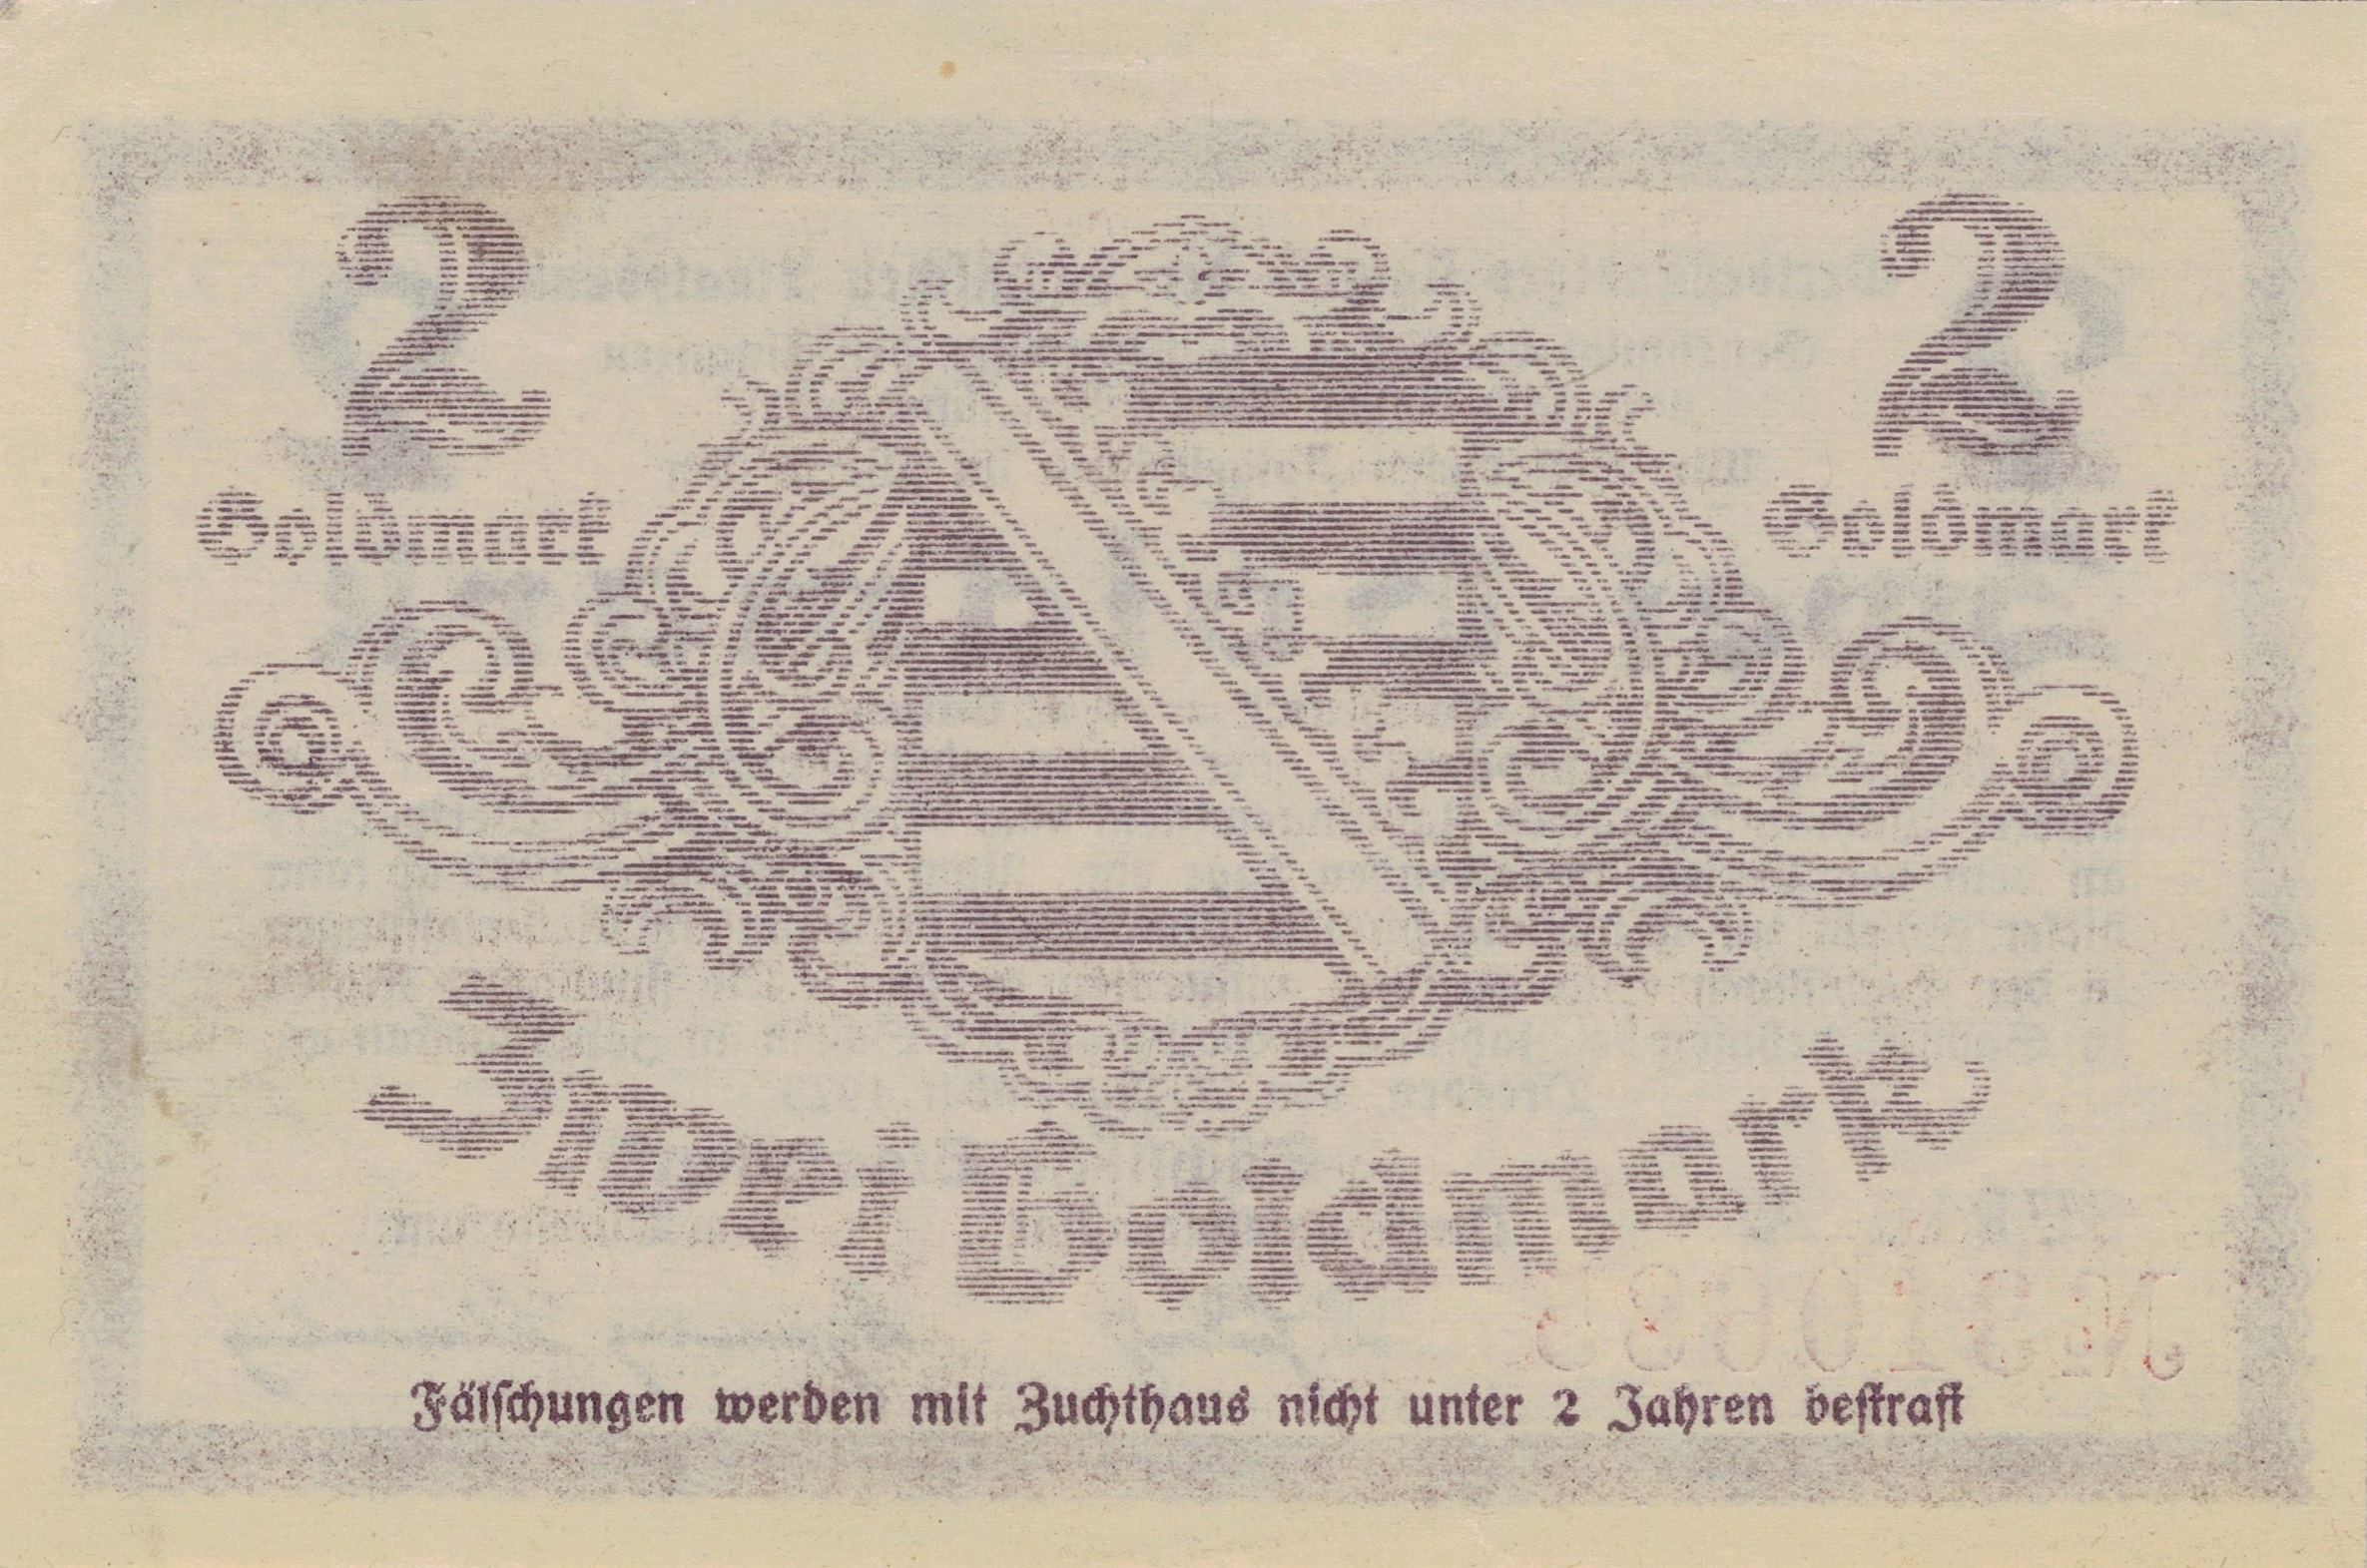 2 2
Goldmark Goldmark
Zwei Goldmark
Fälschungen werden mit Zuchthaus nicht unter 2 Jahren bestraft